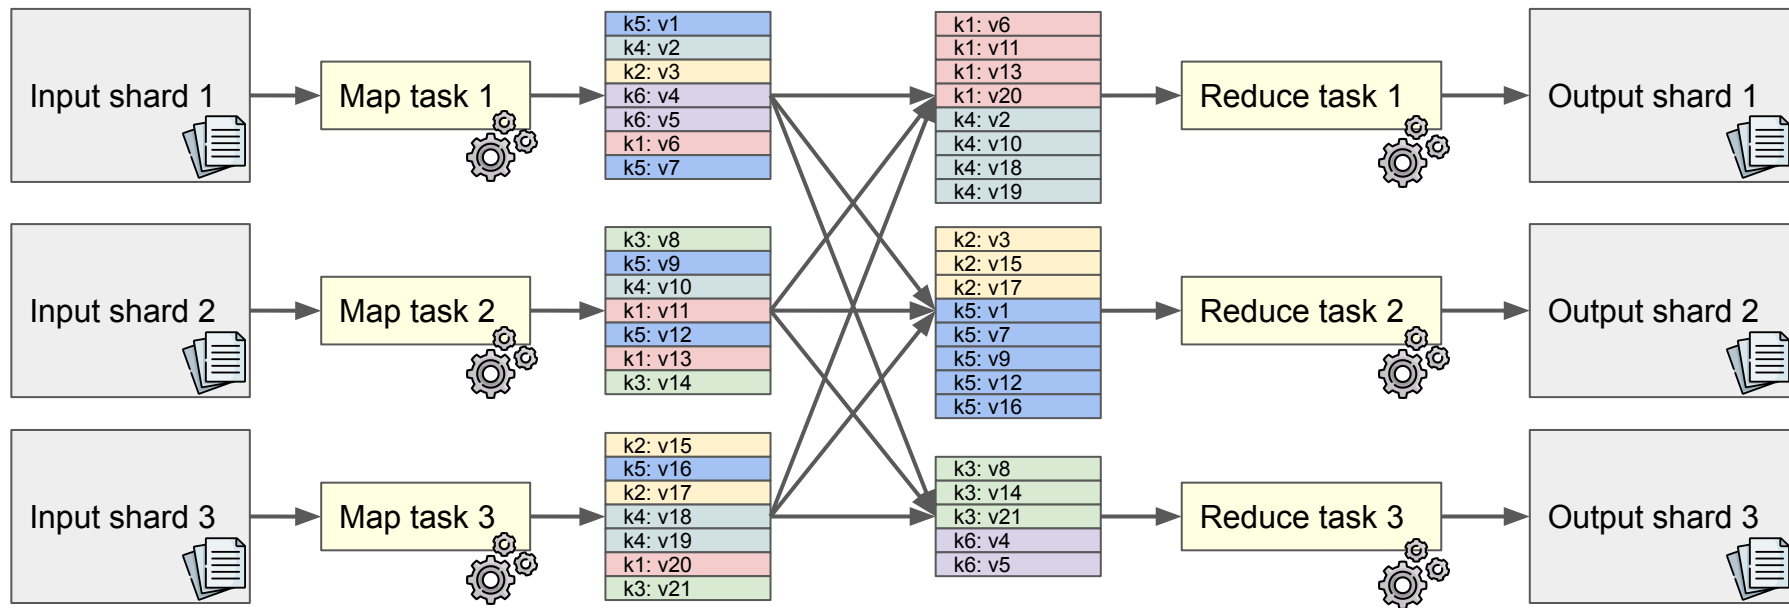 Input shard 1
Map task 1
k5: v1
k4: v2
k2: v3
k6: v4
k6: v5
k1: v6
k5: v7
k1: v6
k1: v11
k1: v13
k1: v20
k4: v2
k4: v10
k4: v18
k4: v19
Reduce task 1
Output shard 1
Input shard 2
Map task 2
k3: v8
k5: v9
k4: v10
k1: v11
k5: v12
k1: v13
k3: v14
k2: v3
k2: v15
k2: v17
k5: v1
k5: v7
k5: v9
k5: v12
k5: v16
Reduce task 2
Output shard 2
Input shard 3
Map task 3
k2: v15
k5: v16
k2: v17
k4: v18
k4: v19
k1: v20
k3: v21
k3: v8
k3: v14
k3: v21
k6: v4
k6: v5
Reduce task 3
Output shard 3